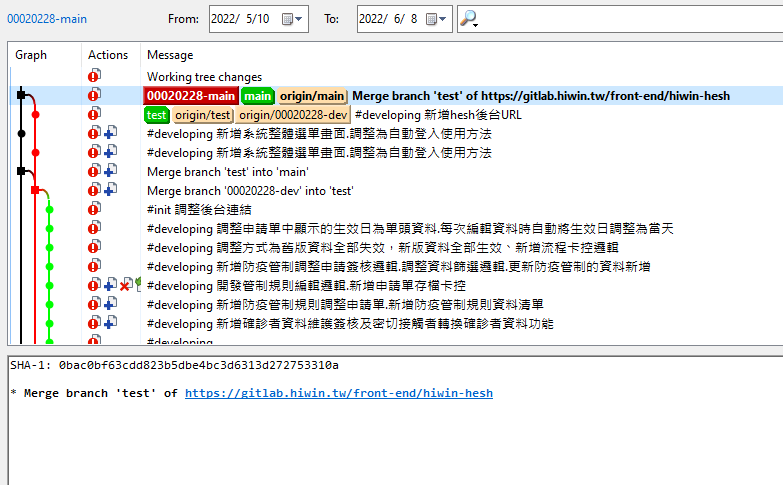 00020228-main From: 2022/ 5/10 To: 2022/ 6/ 8
Graph Actions Message
Working tree changes
00020228-main main origin/main Merge branch 'test' of https://gitlab.hiwin.tw/front-end/hiwin-hesh
test origin/test origin/00020228-dev #developing 新增hesh後台URL
#developing 新增系統整體選單畫面.調整為自動登入使用方法
#developing 新增系統整體選單畫面.調整為自動登入使用方法
Merge branch 'test' into 'main'
Merge branch '00020228-dev' into 'test'
#init 調整後台連結
#developing 調整申請單中顯示的生效日為單頭資料.每次編輯資料時自動將生效日調整為當天
#developing 調整方式為舊版資料全部失效，新版資料全部生效、新增流程卡控邏輯
#developing 新增防疫管制調整申請簽核邏輯.調整資料篩選邏輯.更新防疫管制的資料新增
#developing 開發管制規則編輯邏輯.新增申請單存檔卡控
#developing 新增防疫管制規則調整申請單.新增防疫管制規則資料清單
#developing 新增確診者資料維護簽核及密切接觸者轉換確診者資料功能
#developing
SHA-1: 0bac0bf63cdd823b5dbe4bc3d6313d272753310a
* Merge branch 'test' of https://gitlab.hiwin.tw/front-end/hiwin-hesh